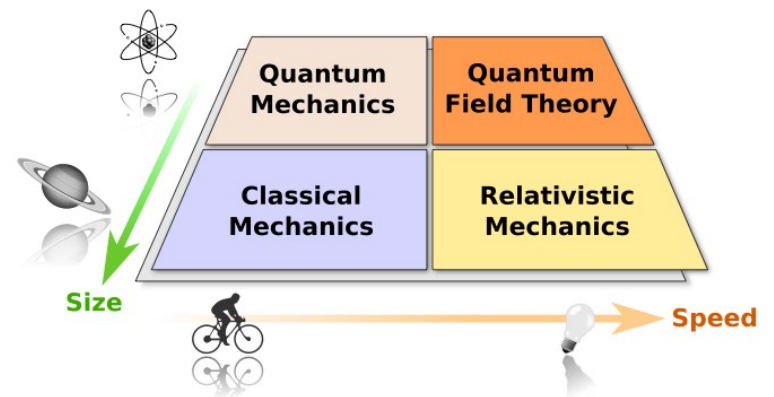 Quantum
Mechanics
Quantum
Field Theory
Classical
Mechanics
Relativistic
Mechanics
Size
Speed